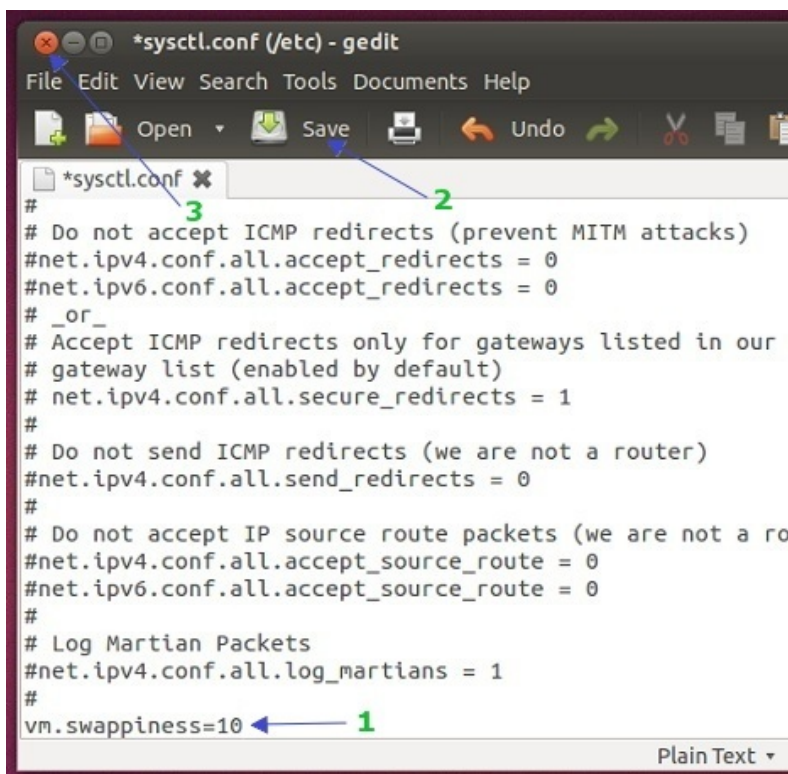 *sysctl.conf (/etc) - gedit
File Edit View Search Tools Documents Help
Open Save Undo
*sysctl.conf
3
2
#
# Do not accept ICMP redirects (prevent MITM attacks)
#net.ipv4.conf.all.accept_redirects = 0
#net.ipv6.conf.all.accept_redirects = 0
# _or_
# Accept ICMP redirects only for gateways listed in our
# gateway list (enabled by default)
# net.ipv4.conf.all.secure_redirects = 1
#
# Do not send ICMP redirects (we are not a router)
#net.ipv4.conf.all.send_redirects = 0
#
# Do not accept IP source route packets (we are not a ro
#net.ipv4.conf.all.accept_source_route = 0
#net.ipv6.conf.all.accept_source_route = 0
#
# Log Martian Packets
#net.ipv4.conf.all.log_martians = 1
#
vm.swappiness=10 1
Plain Text